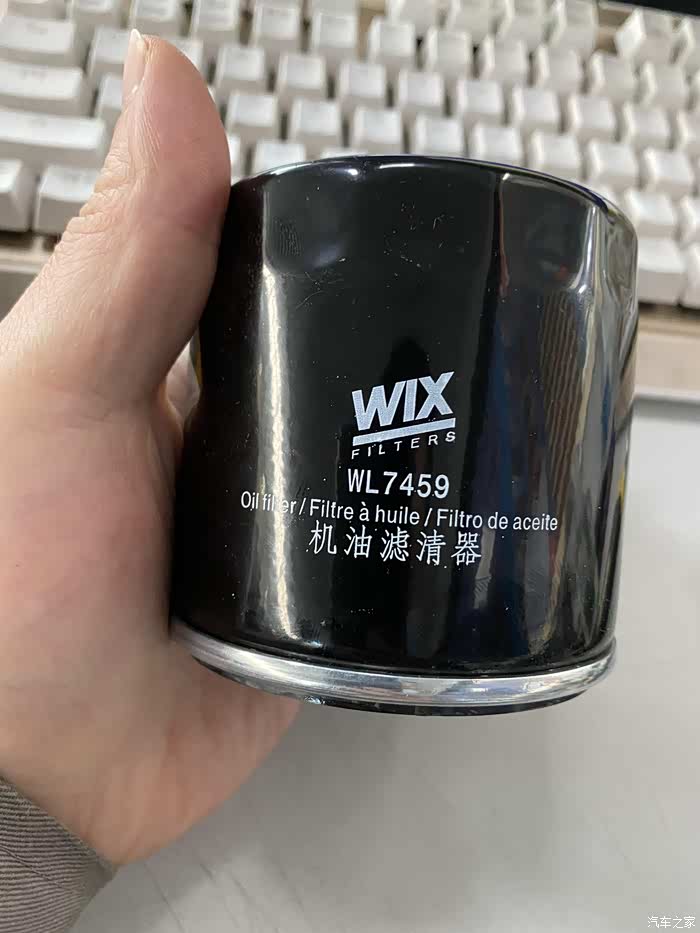 WIX
FILTERS
WL7459
Oil filter / Filtre à huile / Filtro de aceite
机油滤清器
汽车之家